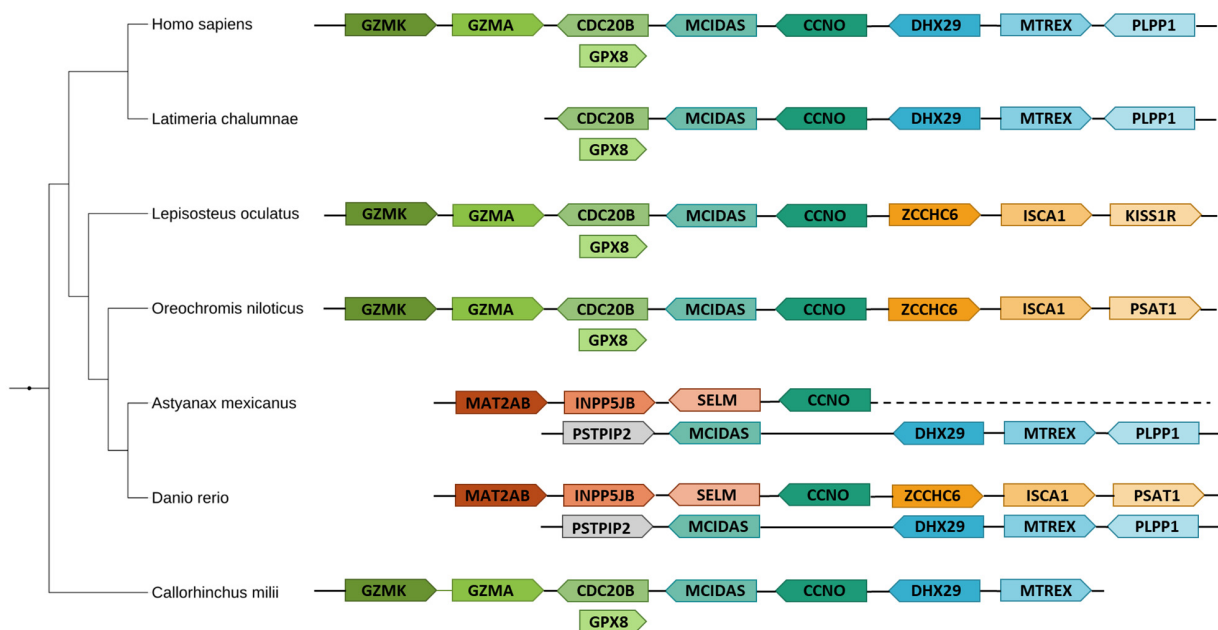 Homo sapiens GZMK GZMA CDC20B MCIDAS CCNO DHX29 MTREX PLPP1
GPX8
Latimeria chalumnae CDC20B MCIDAS CCNO DHX29 MTREX PLPP1
GPX8
Lepisosteus oculatus GZMK GZMA CDC20B MCIDAS CCNO ZCCHC6 ISCA1 KISS1R
GPX8
Oreochromis niloticus GZMK GZMA CDC20B MCIDAS CCNO ZCCHC6 ISCA1 PSAT1
GPX8
Astyanax mexicanus MAT2AB INPP5JB SELM CCNO
PSTPIP2 MCIDAS DHX29 MTREX PLPP1
Danio rerio MAT2AB INPP5JB SELM CCNO ZCCHC6 ISCA1 PSAT1
PSTPIP2 MCIDAS DHX29 MTREX PLPP1
Callorhinchus milii GZMK GZMA CDC20B MCIDAS CCNO DHX29 MTREX
GPX8